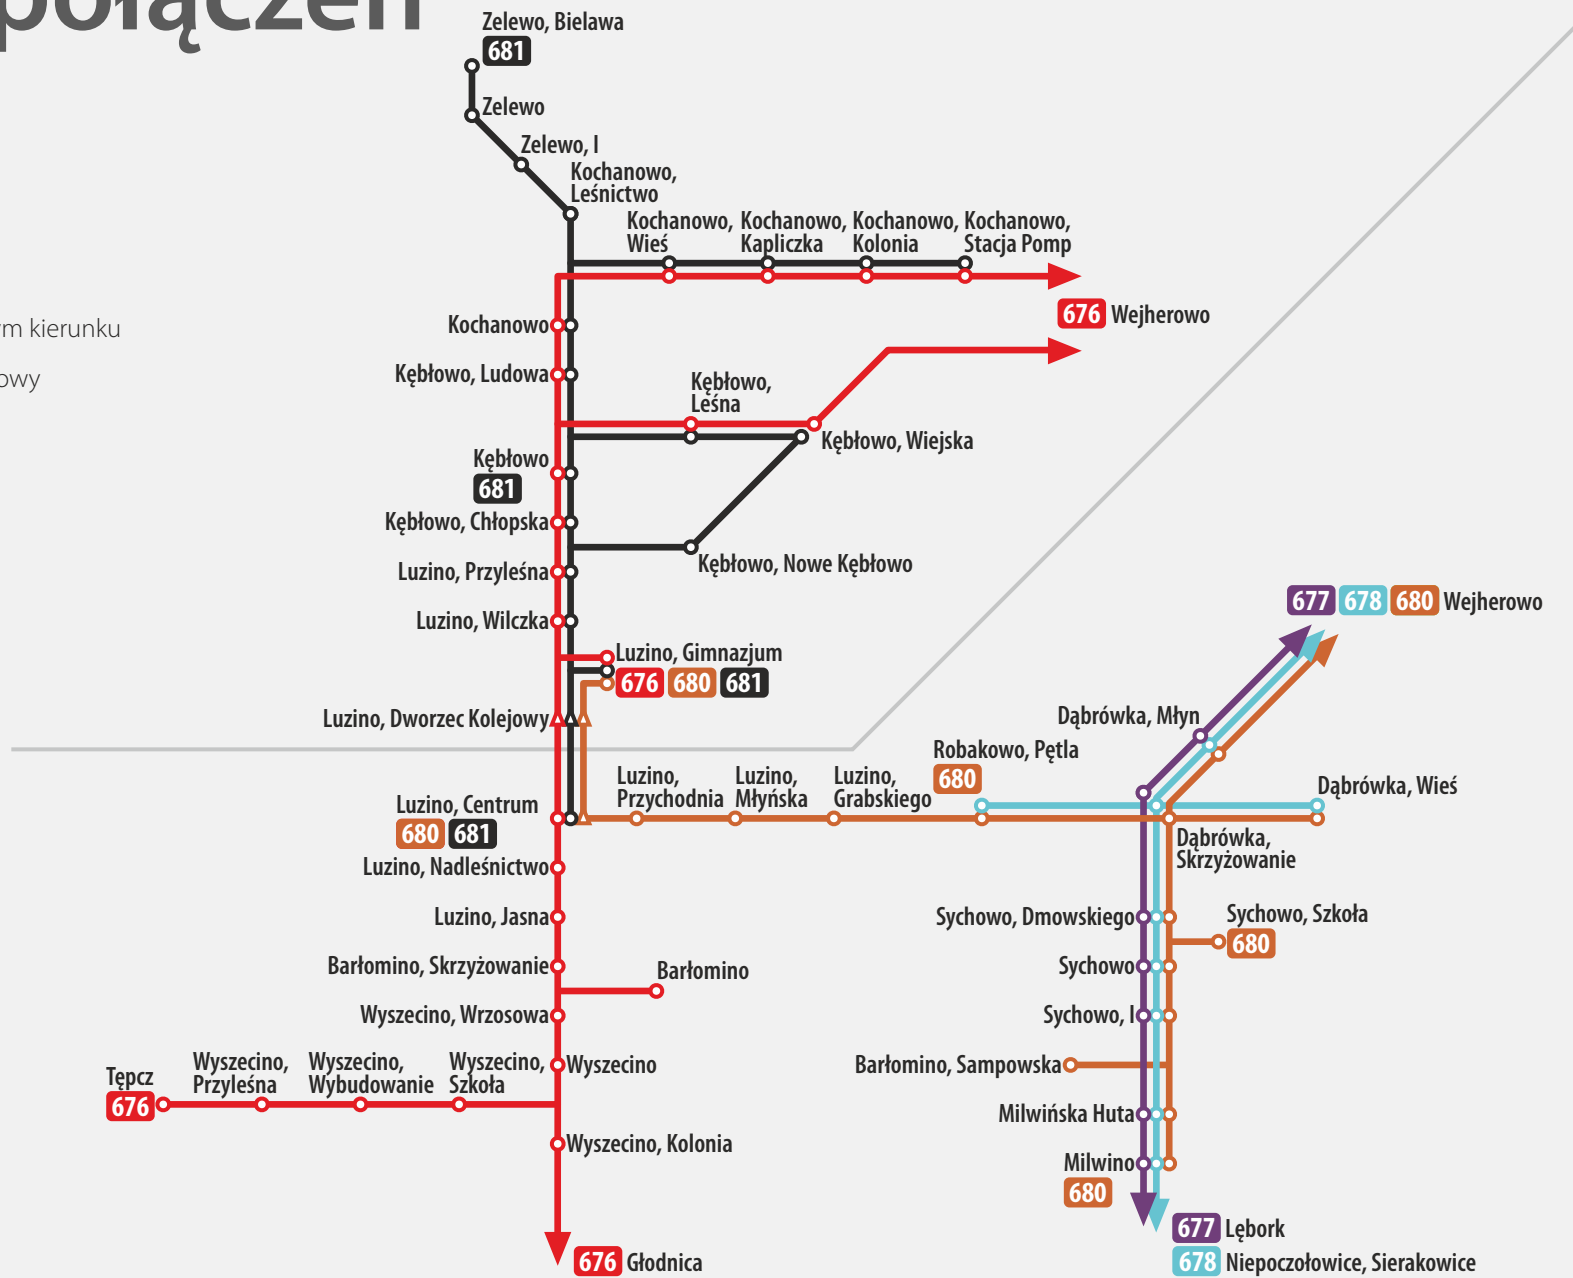 połączeń
Zelewo, Bielawa
681
Zelewo
Zelewo, I
Kochanowo,
Leśnictwo
Kochanowo,
Wieś
Kochanowo,
Kapliczka
Kochanowo,
Kolonia
Kochanowo,
Stacja Pomp
676 Wejherowo
ym kierunku
owy
Kochanowo
Kębłowo, Ludowa
Kębłowo,
Leśna
Kębłowo, Wiejska
Kębłowo
681
Kębłowo, Chłopska
Kębłowo, Nowe Kębłowo
Luzino, Przyleśna
Luzino, Wilczka
Luzino, Gimnazjum
676 680 681
Luzino, Dworzec Kolejowy
677 678 680 Wejherowo
Dąbrówka, Młyn
Robakowo, Pętla
680
Dąbrówka, Wieś
Luzino,
Przychodnia
Luzino,
Młyńska
Luzino,
Grabskiego
Luzino, Centrum
680 681
Dąbrówka,
Skrzyżowanie
Luzino, Nadleśnictwo
Luzino, Jasna
Sychowo, Dmowskiego
Sychowo, Szkoła
680
Barłomino, Skrzyżowanie
Barłomino
Sychowo
Wyszecino, Wrzosowa
Sychowo, I
Tępcz
676
Wyszecino,
Przyleśna
Wyszecino,
Wybudowanie
Wyszecino,
Szkoła
Wyszecino
Barłomino, Sampowska
Milwińska Huta
Wyszecino, Kolonia
Milwino
680
677 Lębork
676 Głodnica
678 Niepoczołowice, Sierakowice